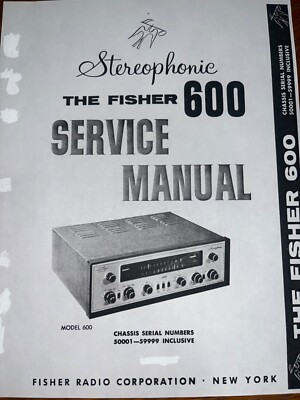 Stereophonic
THE FISHER 600
SERVICE
MANUAL
MODEL 600
CHASSIS SERIAL NUMBERS
50001—59999 INCLUSIVE
FISHER RADIO CORPORATION · NEW YORK
CHASSIS SERIAL NUMBERS
50001—59999 INCLUSIVE
THE FISHER 600